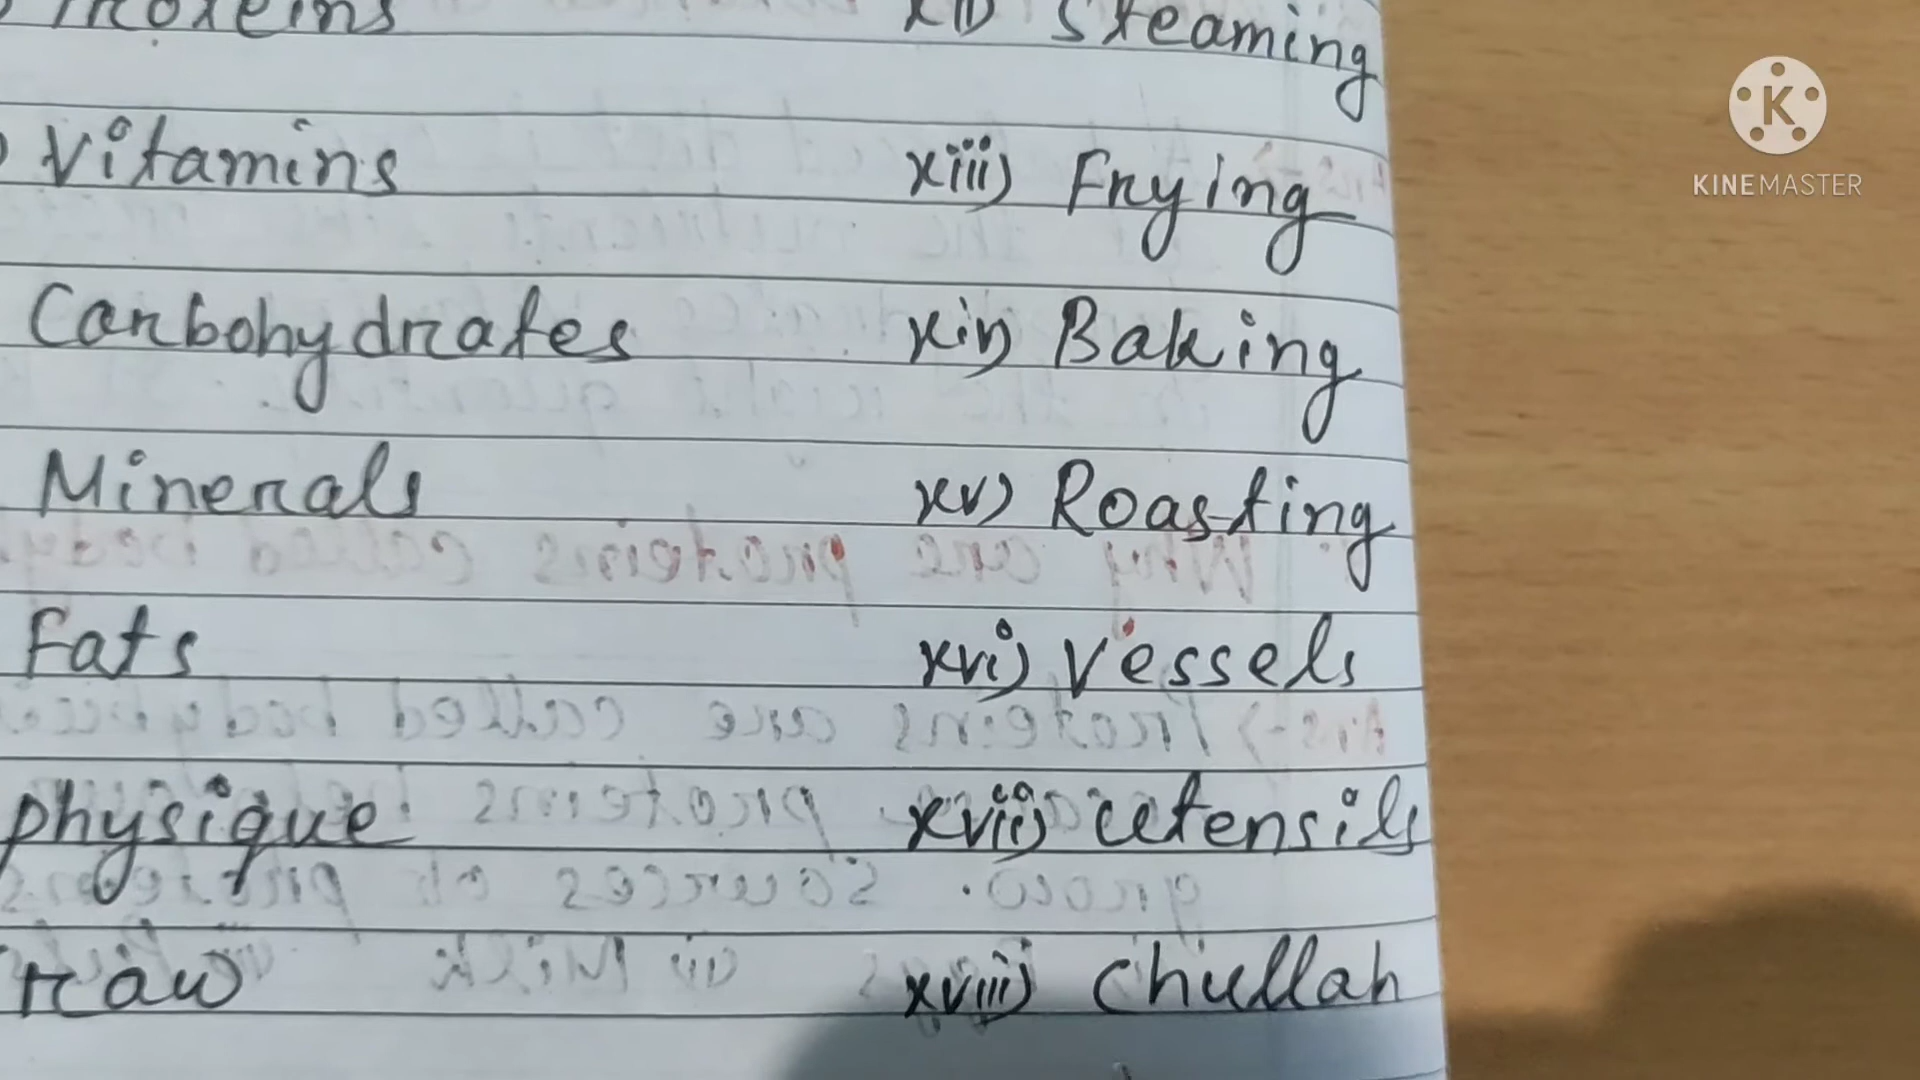 Proteins
xii) Steaming
Vitamins
xiii) Frying
Carbohydrates
xiv) Baking
Minerals
xv) Roasting
Fats
xvi) Vessels
physique
xvii) utensils
raw
xviii) chullah
KINEMASTER